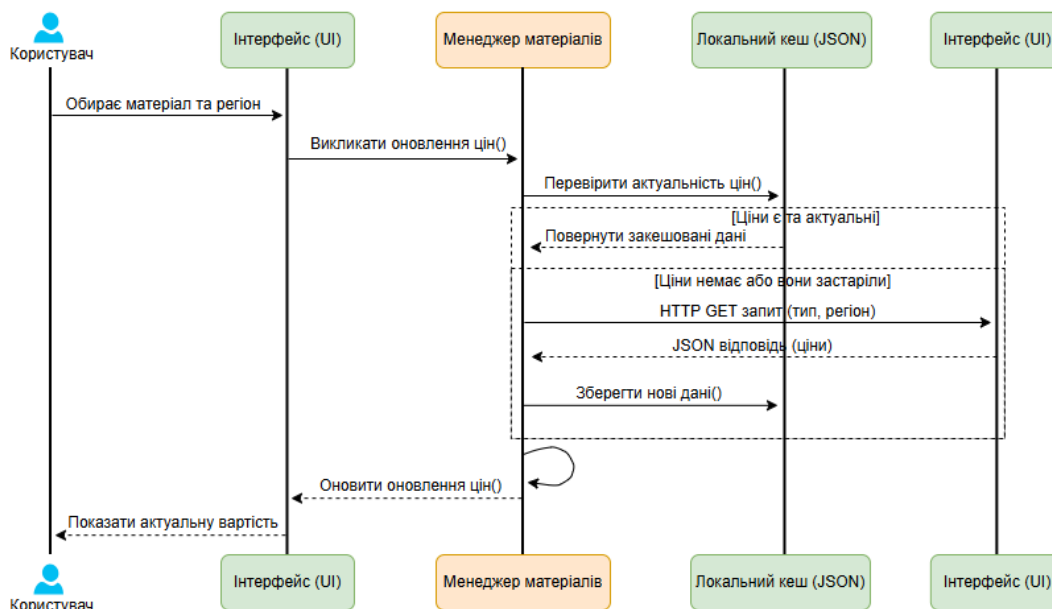 Користувач
Інтерфейс (UI)
Менеджер матеріалів
Локальний кеш (JSON)
Інтерфейс (UI)
Обирає матеріал та регіон
Викликати оновлення цін()
Перевірити актуальність цін()
[Ціни є та актуальні]
Повернути закешовані дані
[Ціни немає або вони застаріли]
HTTP GET запит (тип, регіон)
JSON відповідь (ціни)
Зберегти нові дані()
Оновити оновлення цін()
Показати актуальну вартість
Користувач
Інтерфейс (UI)
Менеджер матеріалів
Локальний кеш (JSON)
Інтерфейс (UI)